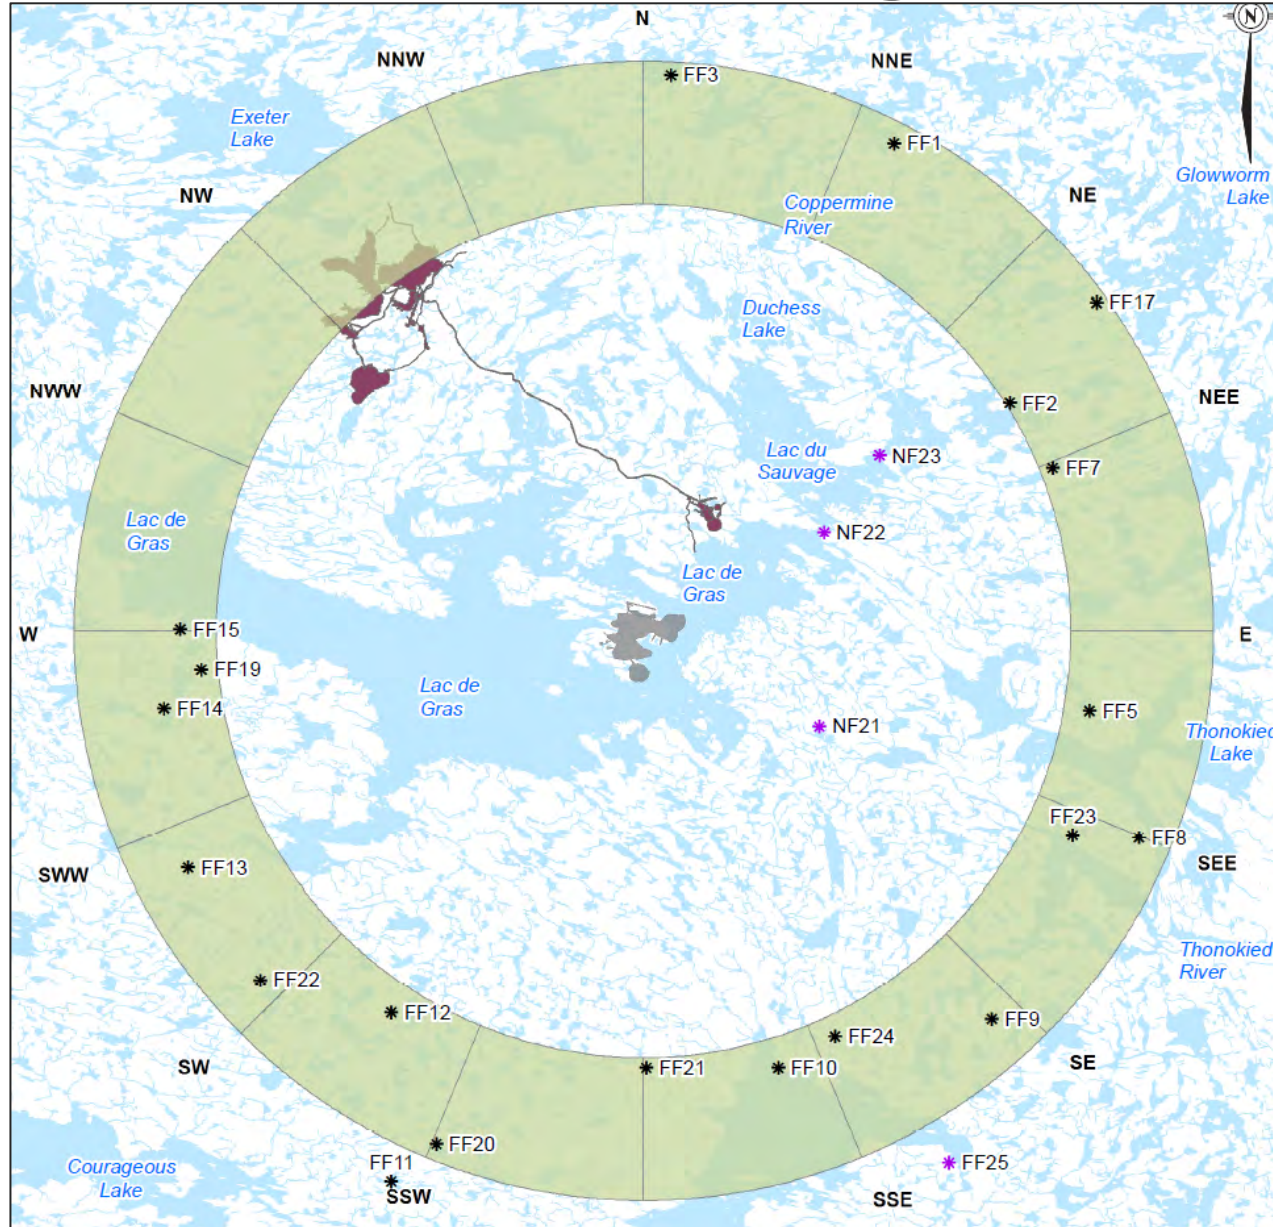 N
N
NNW
NNE
FF3
Exeter
Lake
FF1
Glowworm
Lake
NW
NE
Coppermine
River
FF17
Duchess
Lake
NWW
NEE
FF2
Lac du
Sauvage
NF23
FF7
Lac de
Gras
NF22
Lac de
Gras
W
FF15
E
FF19
Lac de
Gras
FF14
FF5
NF21
Thonokied
Lake
FF23
FF8
SEE
FF13
SWW
Thonokied
River
FF22
FF12
FF9
FF24
SW
FF21
FF10
SE
FF20
FF11
FF25
Courageous
Lake
SSW
SSE